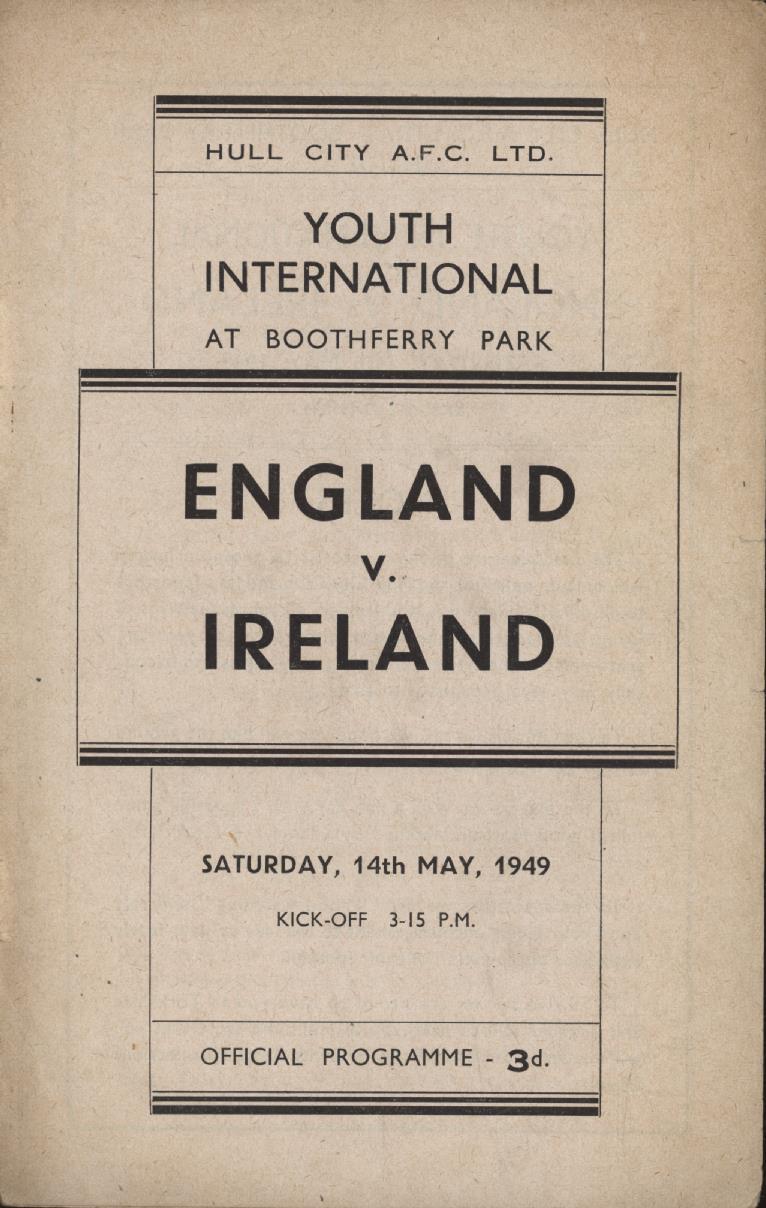 HULL CITY A.F.C. LTD.
YOUTH
INTERNATIONAL
AT BOOTHFERRY PARK
ENGLAND
v.
IRELAND
SATURDAY, 14th MAY, 1949
KICK-OFF 3-15 P.M.
OFFICIAL PROGRAMME - 3d.